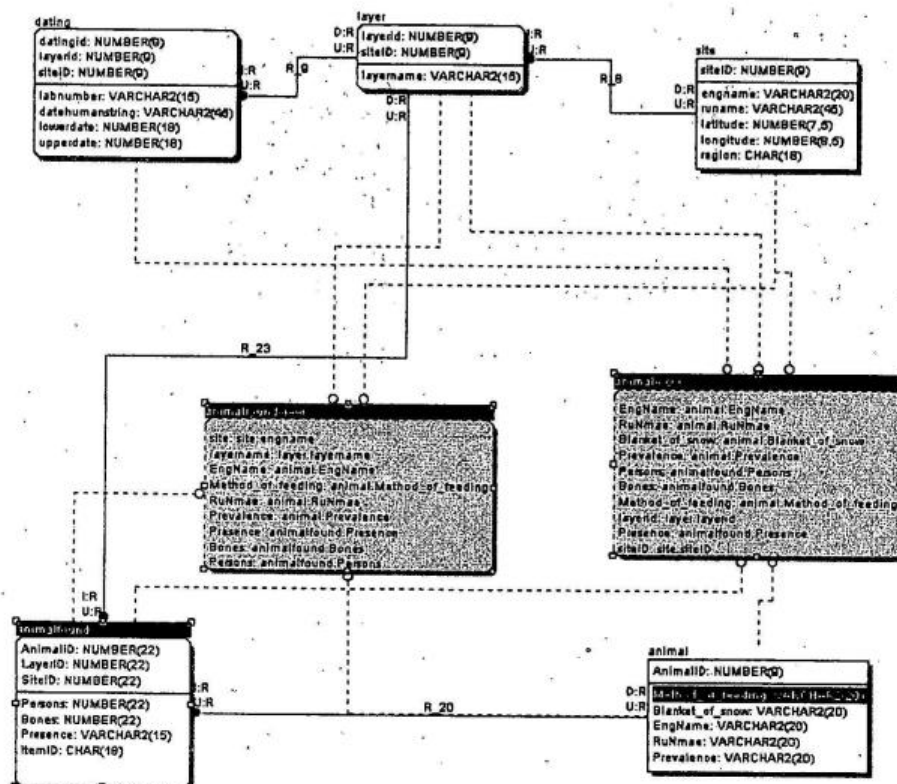 dating
datingid: NUMBER(9)
layerid: NUMBER(9)
siteID: NUMBER(9)
labnumber: VARCHAR2(15)
datehumanstring: VARCHAR2(45)
lowerdate: NUMBER(18)
upperdate: NUMBER(18)
I:R
U:R
R_9
D:R
U:R
layer
layerid: NUMBER(9)
siteID: NUMBER(9)
layername: VARCHAR2(15)
I:R
U:R
D:R
U:R
R_8
D:R
U:R
site
siteID: NUMBER(9)
engname: VARCHAR2(20)
runame: VARCHAR2(45)
latitude: NUMBER(7,5)
longitude: NUMBER(8,5)
region: CHAR(18)
R_23
site: site.engname
layername: layer.layername
EngName: animal.EngName
Method_of_feeding: animal.Method_of_feeding
RuNmae: animal.RuNmae
Prevalence: animal.Prevalence
Presence: animalfound.Presence
Bones: animalfound.Bones
Persons: animalfound.Persons
EngName: animal.EngName
RuNmae: animal.RuNmae
Blanket_of_snow: animal.Blanket_of_snow
Prevalence: animal.Prevalence
Persons: animalfound.Persons
Bones: animalfound.Bones
Method_of_feeding: animal.Method_of_feeding
layerid: layer.layerid
Presence: animalfound.Presence
siteID: site.siteID
I:R
U:R
animalfound
AnimalID: NUMBER(22)
LayerID: NUMBER(22)
SiteID: NUMBER(22)
Persons: NUMBER(22)
Bones: NUMBER(22)
Presence: VARCHAR2(15)
ItemID: CHAR(18)
I:R
U:R
R_20
D:R
U:R
animal
AnimalID: NUMBER(9)
Method_of_feeding: VARCHAR2(20)
Blanket_of_snow: VARCHAR2(20)
EngName: VARCHAR2(20)
RuNmae: VARCHAR2(20)
Prevalence: VARCHAR2(20)